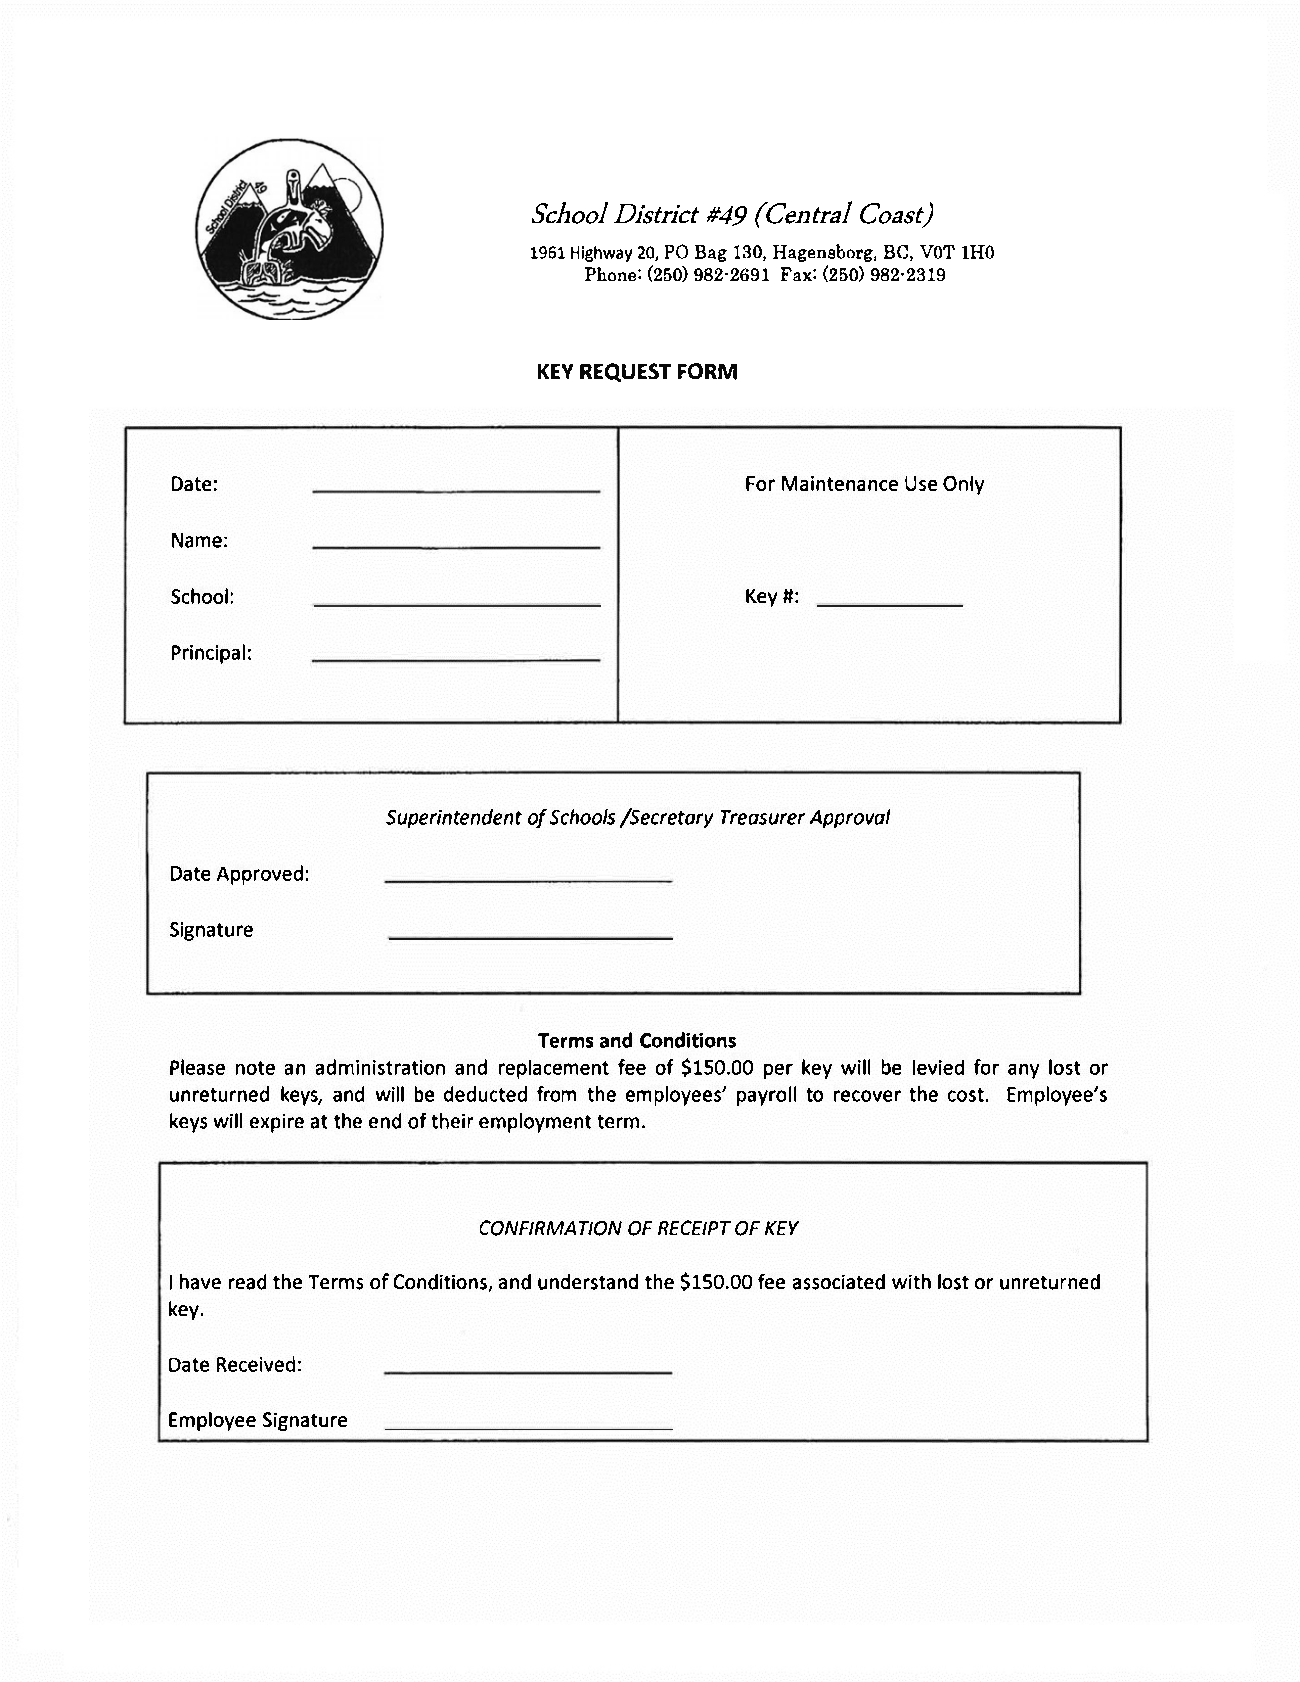 School District 49
School District #49 (Central Coast)
1961 Highway 20, PO Bag 130, Hagensborg, BC, V0T 1H0
Phone: (250) 982-2691 Fax: (250) 982-2319
KEY REQUEST FORM
Date:
For Maintenance Use Only
Name:
School:
Key #:
Principal:
Superintendent of Schools /Secretary Treasurer Approval
Date Approved:
Signature
Terms and Conditions
Please note an administration and replacement fee of $150.00 per key will be levied for any lost or
unreturned keys, and will be deducted from the employees' payroll to recover the cost. Employee's
keys will expire at the end of their employment term.
CONFIRMATION OF RECEIPT OF KEY
I have read the Terms of Conditions, and understand the $150.00 fee associated with lost or unreturned
key.
Date Received:
Employee Signature